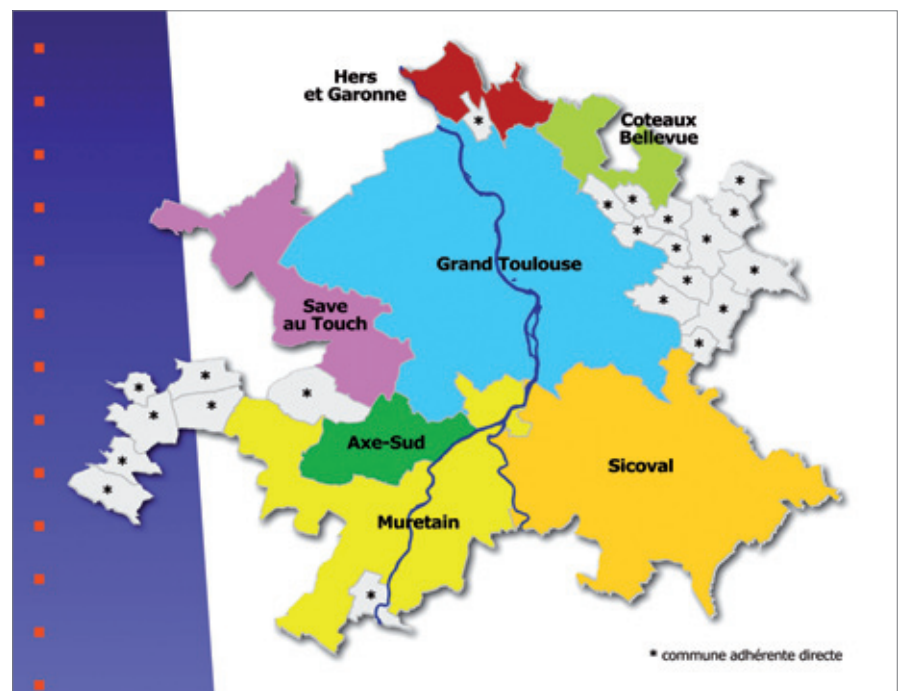 Hers
et Garonne
*
Coteaux
Bellevue
*
*
*
*
*
*
*
*
*
*
*
*
*
*
Grand Toulouse
Save
au Touch
*
*
*
*
*
*
*
Axe-Sud
Sicoval
Muretain
*
* commune adhérente directe